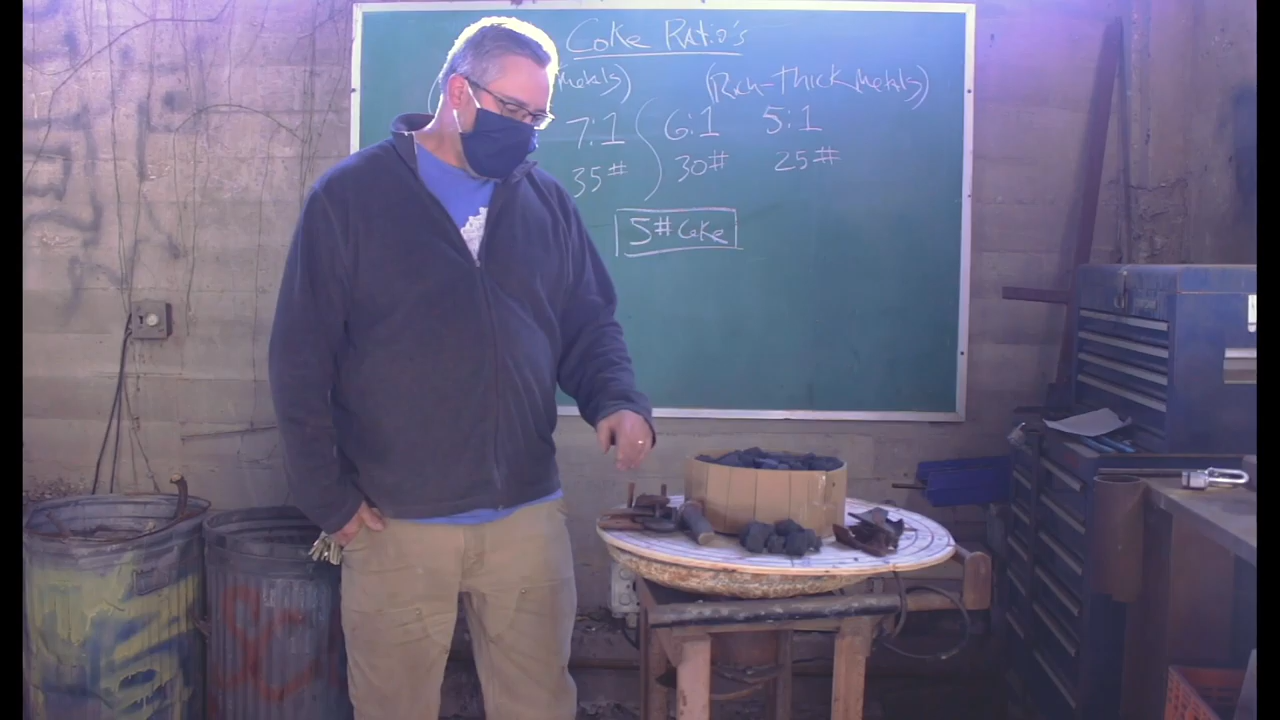 Coke Ratio's
Metals) (Rich-Thick Metals)
7:1 ( 6:1 5:1
35# ) 30# 25#
5# Coke